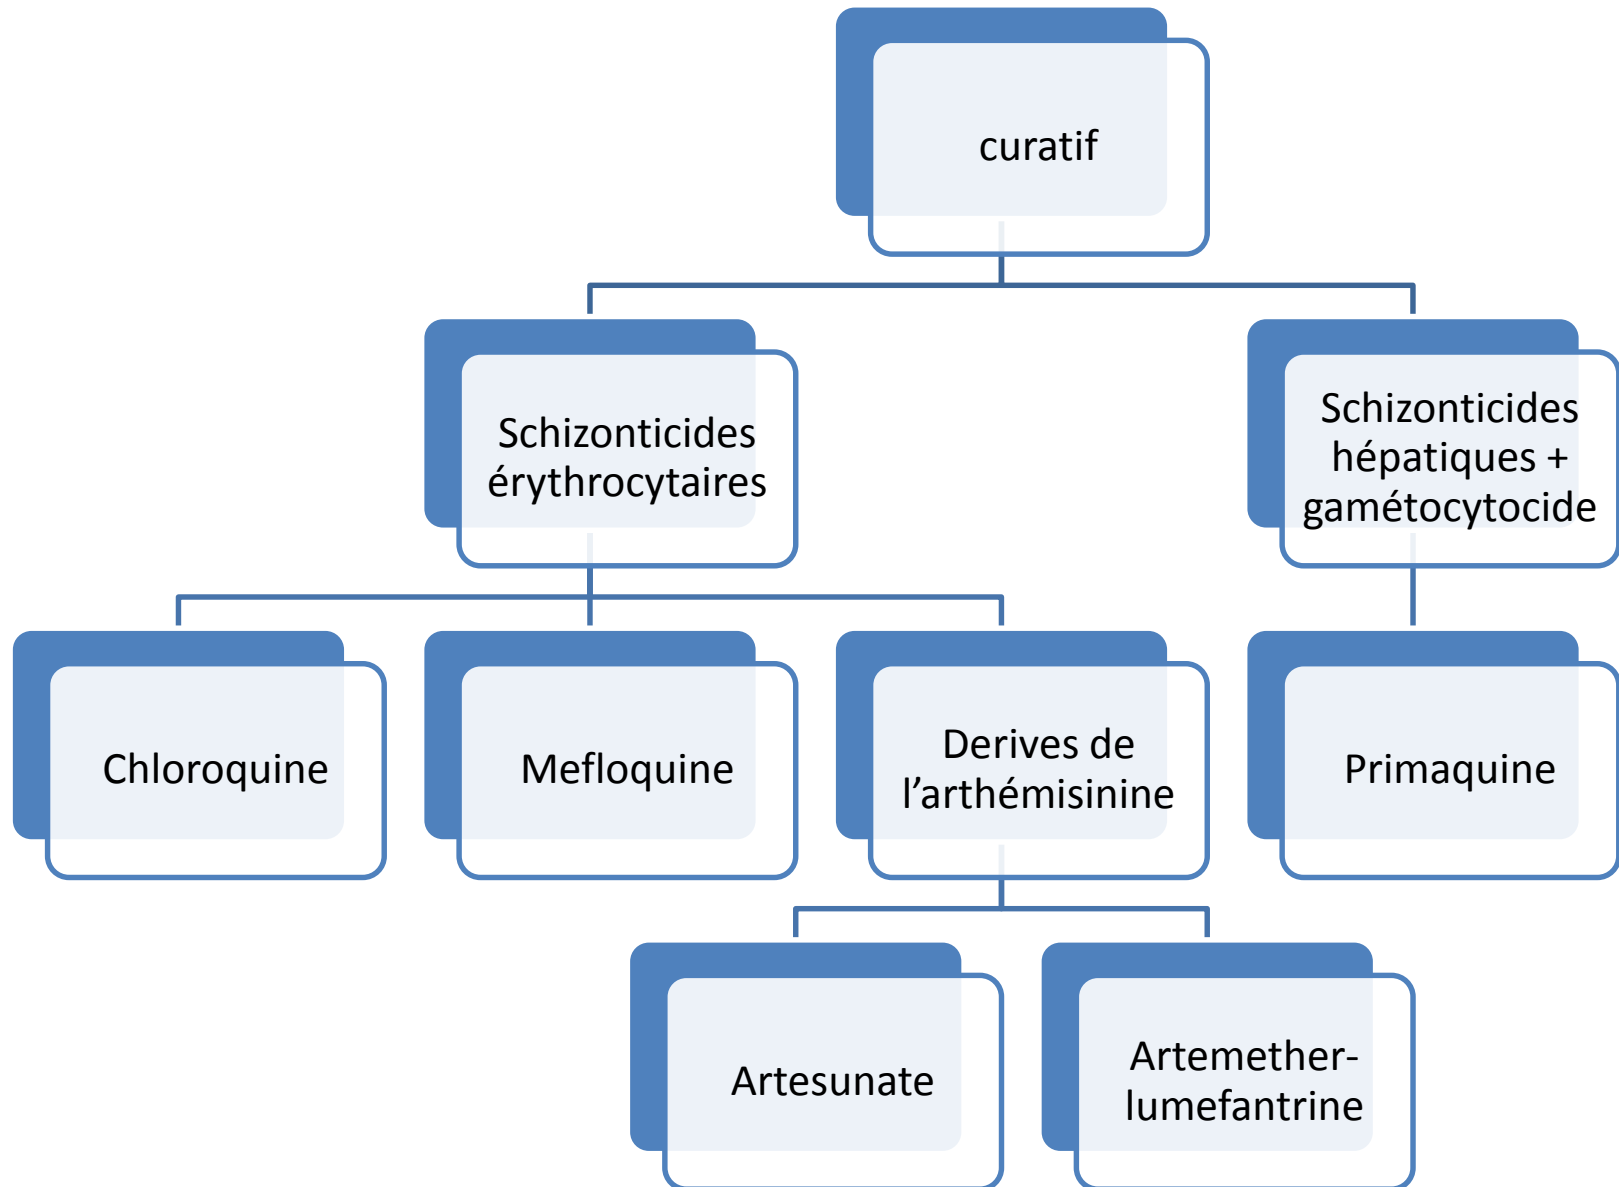 curatif
Schizonticides
érythrocytaires
Schizonticides
hépatiques +
gamétocytocide
Chloroquine
Mefloquine
Derives de
l’arthémisinine
Primaquine
Artesunate
Artemether-
lumefantrine